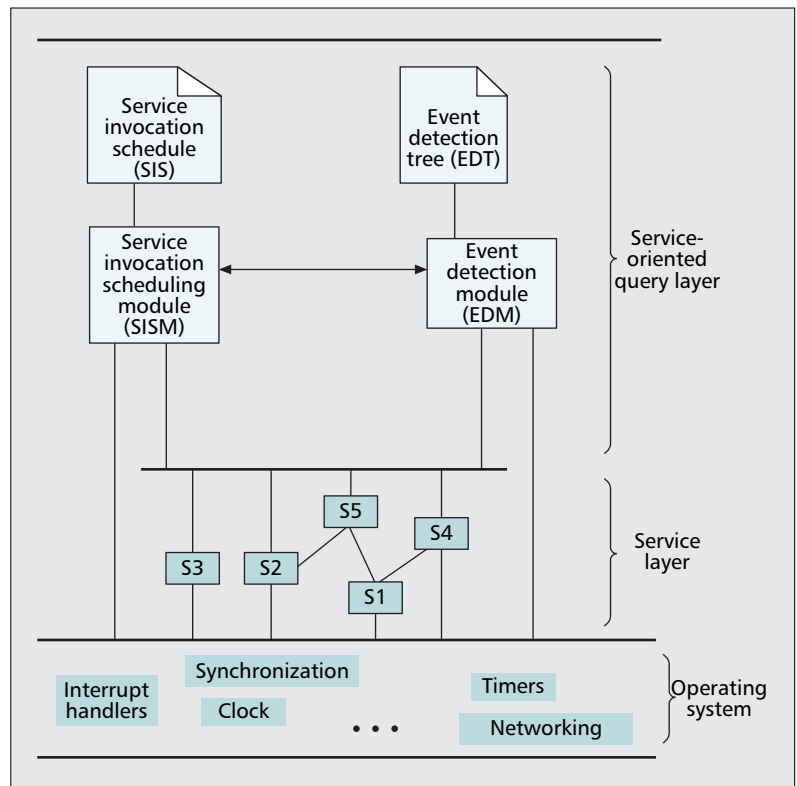 Service
invocation
schedule
(SIS)
Event
detection
tree (EDT)
Service
invocation
scheduling
module
(SISM)
Event
detection
module
(EDM)
Service-
oriented
query layer
S5
S4
S3
S2
S1
Service
layer
Synchronization
Interrupt
handlers
Clock
• • •
Timers
Networking
Operating
system